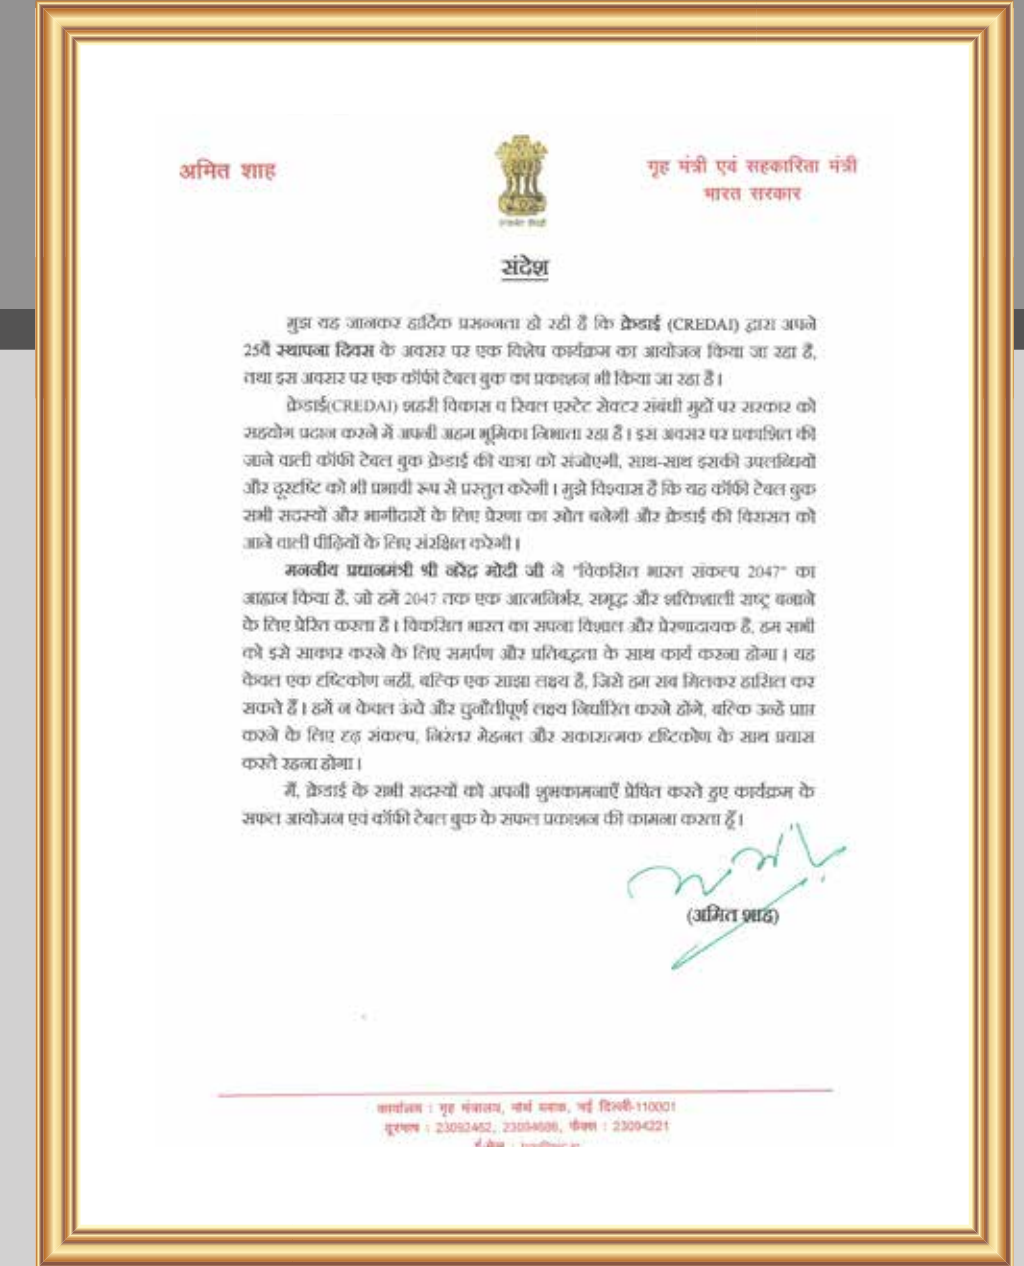 अमित शाह
गृह मंत्री एवं सहकारिता मंत्री
भारत सरकार
संदेश
मुझे यह जानकर हार्दिक प्रसन्नता हो रही है कि क्रेडाई (CREDAI) द्वारा अपने
25वें स्थापना दिवस के अवसर पर एक विशेष कार्यक्रम का आयोजन किया जा रहा है,
तथा इस अवसर पर एक कॉफी टेबल बुक का प्रकाशन भी किया जा रहा है।
क्रेडाई(CREDAI) शहरी विकास व रियल एस्टेट सेक्टर संबंधी मुद्दों पर सरकार को
सहयोग प्रदान करने में अपनी अहम भूमिका निभाता रहा है। इस अवसर पर प्रकाशित की
जाने वाली कॉफी टेबल बुक क्रेडाई की यात्रा को संजोएगी, साथ-साथ इसकी उपलब्धियों
और दूरदृष्टि को भी प्रभावी रूप से प्रस्तुत करेगी। मुझे विश्वास है कि यह कॉफी टेबल बुक
सभी सदस्यों और भागीदारों के लिए प्रेरणा का स्रोत बनेगी और क्रेडाई की विरासत को
आने वाली पीढ़ियों के लिए संरक्षित करेगी।
मननीय प्रधानमंत्री श्री नरेंद्र मोदी जी ने "विकसित भारत संकल्प 2047" का
आह्वान किया है, जो हमें 2047 तक एक आत्मनिर्भर, समृद्ध और शक्तिशाली राष्ट्र बनाने
के लिए प्रेरित करता है। विकसित भारत का सपना विशाल और प्रेरणादायक है, हम सभी
को इसे साकार करने के लिए समर्पण और प्रतिबद्धता के साथ कार्य करना होगा। यह
केवल एक दृष्टिकोण नहीं, बल्कि एक साझा लक्ष्य है, जिसे हम सब मिलकर हासिल कर
सकते हैं। हमें न केवल ऊंचे और चुनौतीपूर्ण लक्ष्य निर्धारित करने होंगे, बल्कि उन्हें प्राप्त
करने के लिए दृढ़ संकल्प, निरंतर मेहनत और सकारात्मक दृष्टिकोण के साथ प्रयास
करते रहना होगा।
मैं, क्रेडाई के सभी सदस्यों को अपनी शुभकामनाएँ प्रेषित करते हुए कार्यक्रम के
सफल आयोजन एवं कॉफी टेबल बुक के सफल प्रकाशन की कामना करता हूँ।
(अमित शाह)
कार्यालय : गृह मंत्रालय, नॉर्थ ब्लाक, नई दिल्ली-110001
दूरभाष : 23092462, 23094686, फैक्स : 23094221
ई-मेल :